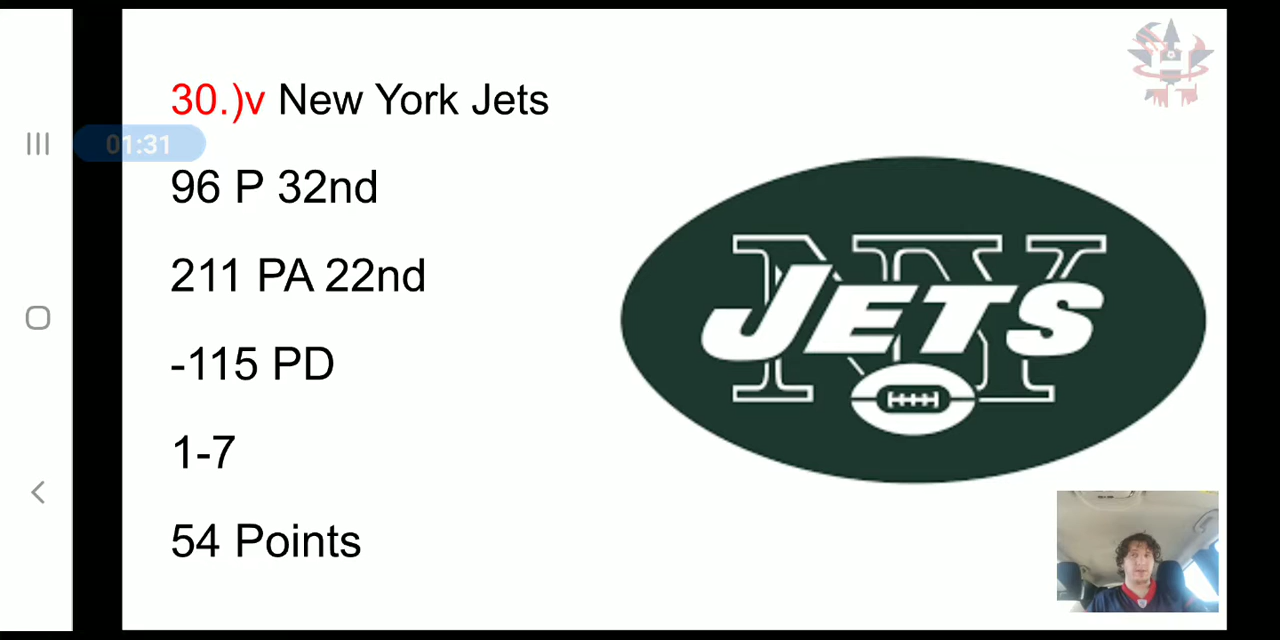 30.)v New York Jets
01:31
96 P 32nd
211 PA 22nd
-115 PD
1-7
54 Points
NY
JETS